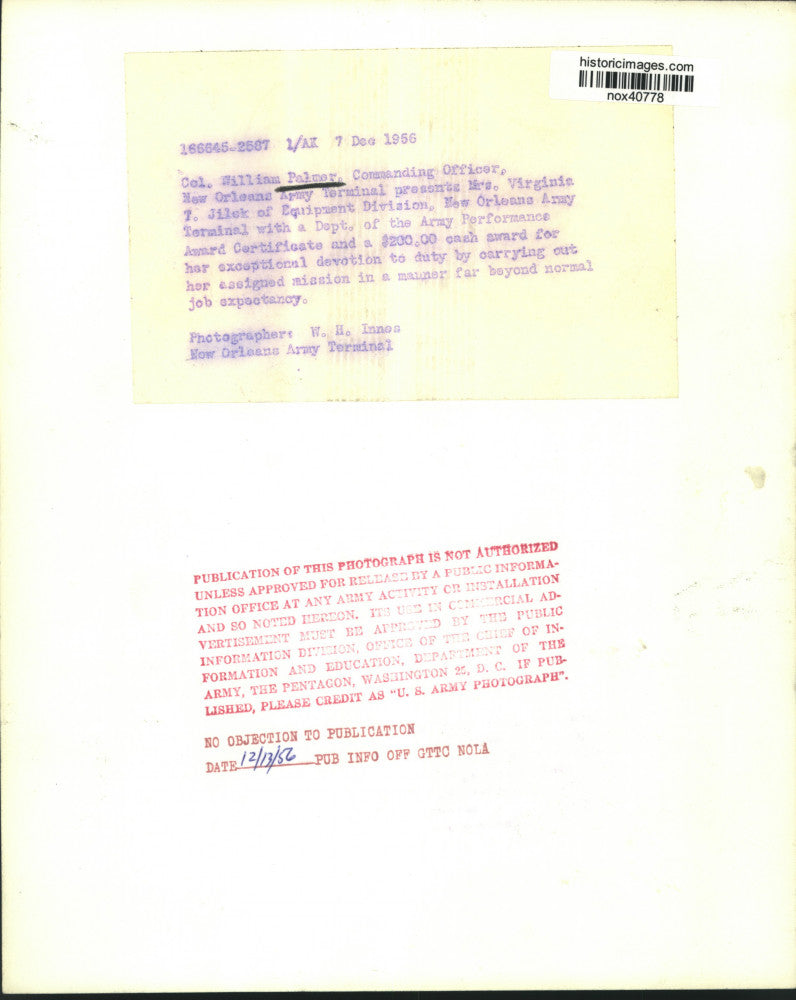 historicimages.com
nox40778
166645-2567 1/AK 7 Dec 1956
Col. William Palmer, Commanding Officer,
New Orleans Army Terminal presents Mrs. Virginia
T. Jilek of Equipment Division, New Orleans Army
Terminal with a Dept. of the Army Performance
Award Certificate and a $200.00 cash award for
her exceptional devotion to duty by carrying out
her assigned mission in a manner far beyond normal
job expectancy.
Photographer: W. H. Innes
New Orleans Army Terminal
PUBLICATION OF THIS PHOTOGRAPH IS NOT AUTHORIZED
UNLESS APPROVED FOR RELEASE BY A PUBLIC INFORMA-
TION OFFICE AT ANY ARMY ACTIVITY OR INSTALLATION
AND SO NOTED HEREON. ITS USE IN COMMERCIAL AD-
VERTISEMENT MUST BE APPROVED BY THE PUBLIC
INFORMATION DIVISION, OFFICE OF THE CHIEF OF IN-
FORMATION AND EDUCATION, DEPARTMENT OF THE
ARMY, THE PENTAGON, WASHINGTON 25, D. C. IF PUB-
LISHED, PLEASE CREDIT AS "U. S. ARMY PHOTOGRAPH".
NO OBJECTION TO PUBLICATION
DATE 12/13/56 PUB INFO OFF GTTC NOLA